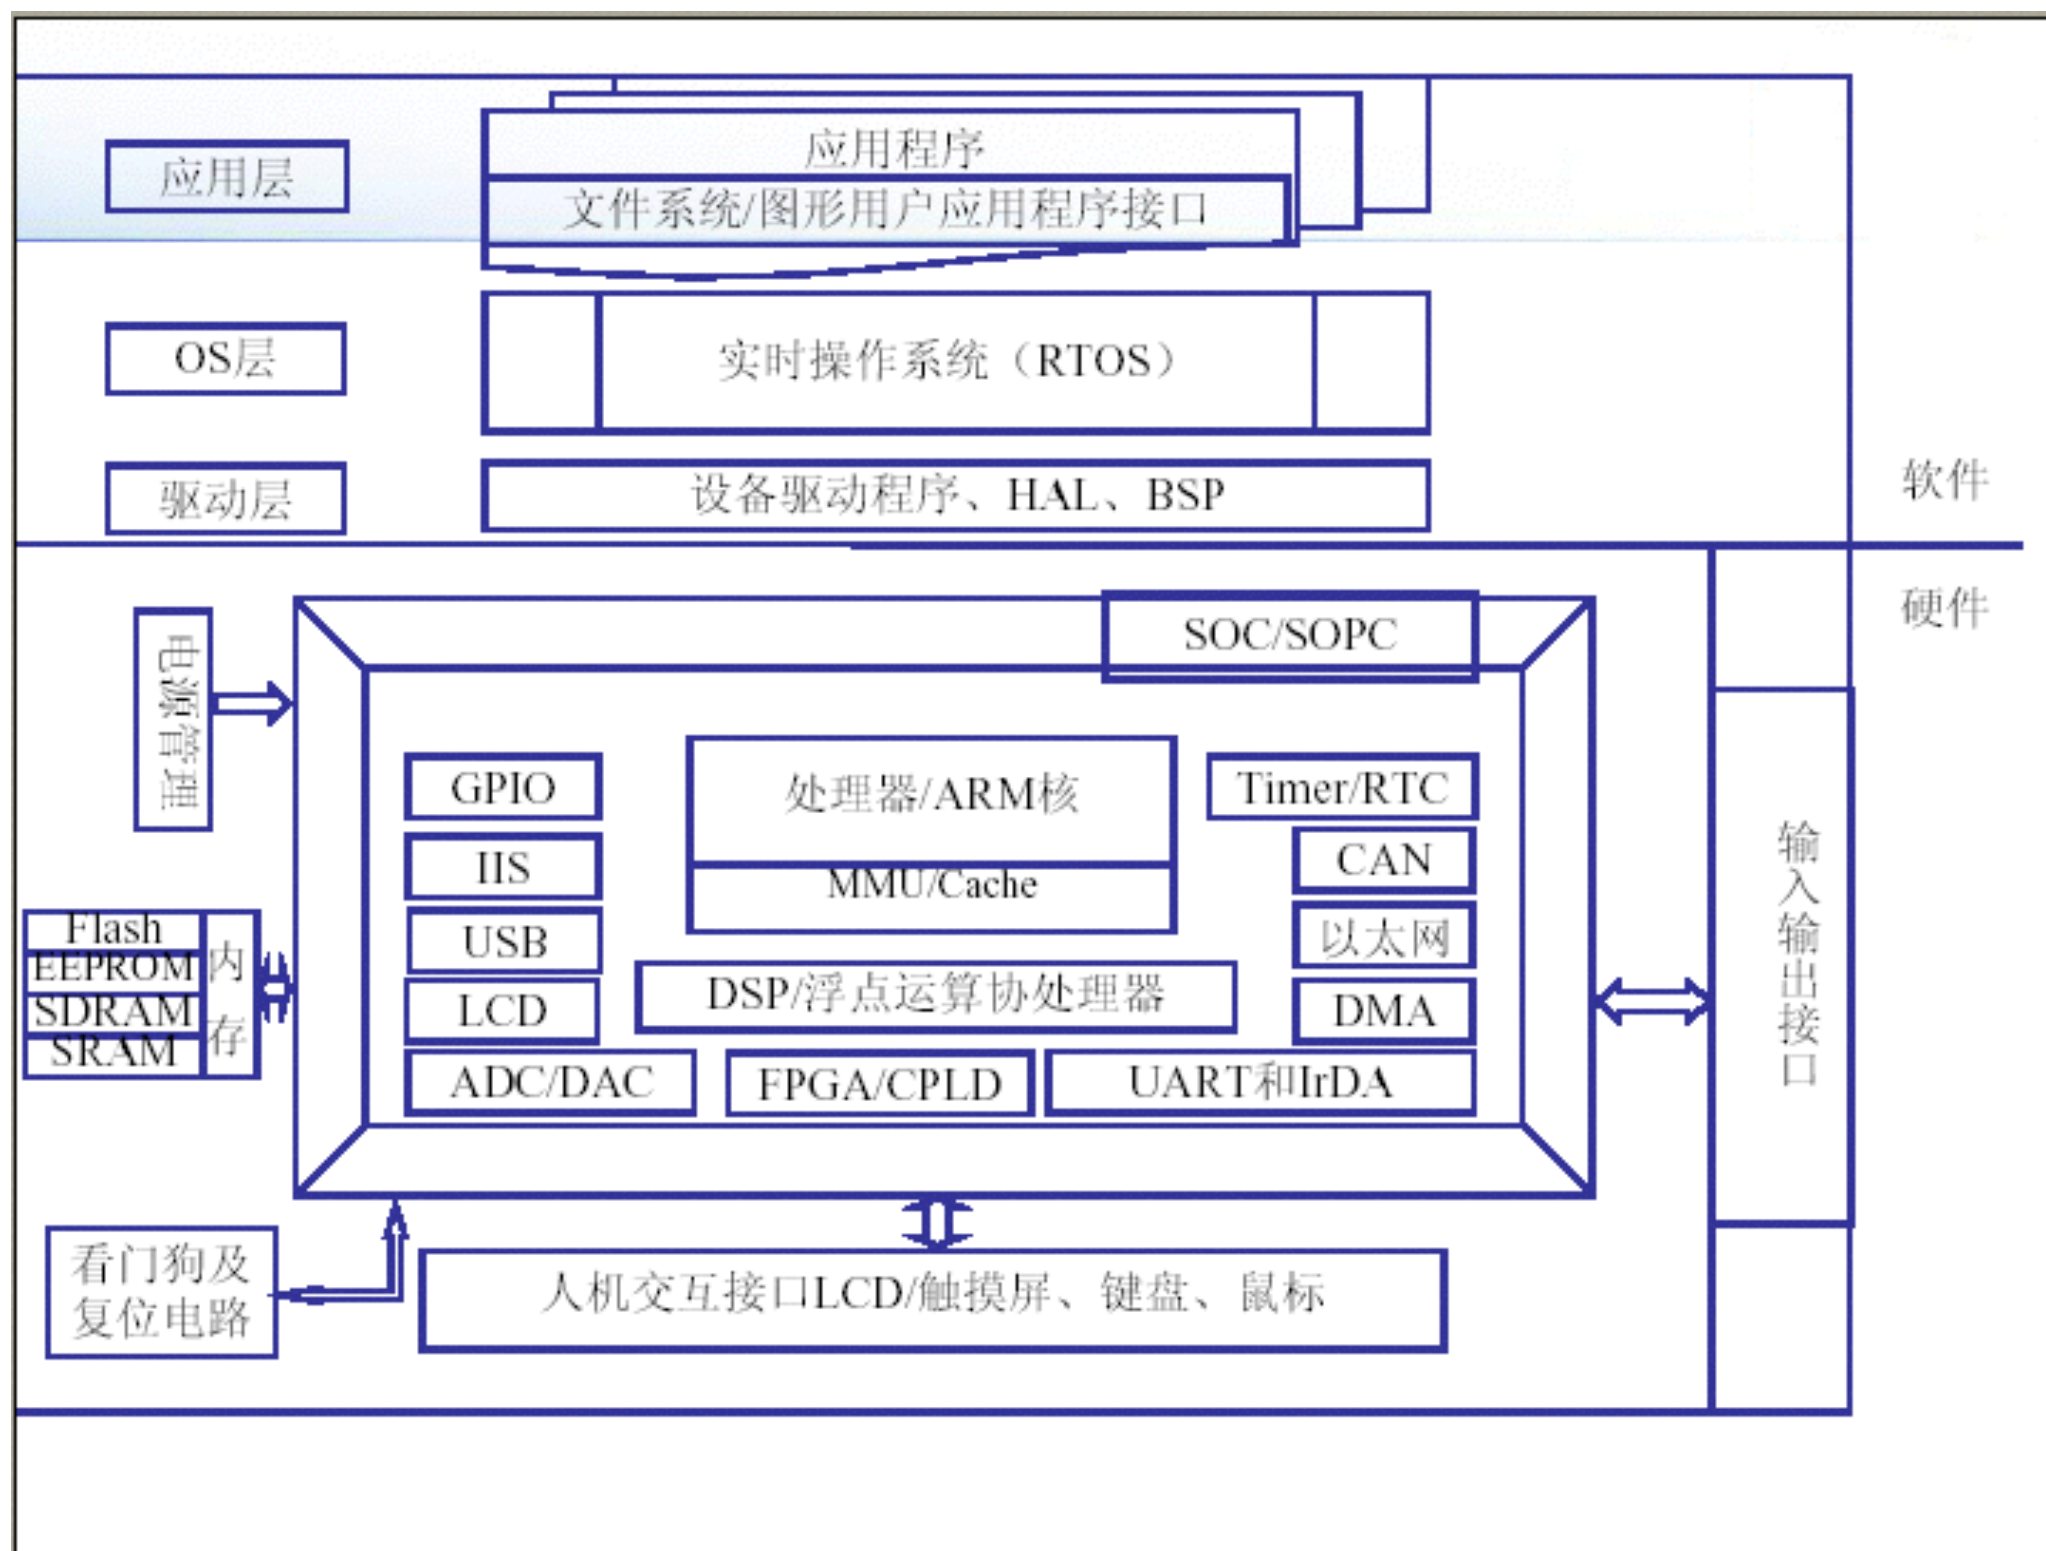 应用层
应用程序
文件系统/图形用户应用程序接口
OS层
实时操作系统（RTOS）
驱动层
设备驱动程序、HAL、BSP
软件
硬件
电源管理
SOC/SOPC
GPIO
处理器/ARM核
Timer/RTC
IIS
MMU/Cache
CAN
Flash
EEPROM
SDRAM
SRAM
内存
USB
以太网
LCD
DSP/浮点运算协处理器
DMA
ADC/DAC
FPGA/CPLD
UART和IrDA
输入输出接口
看门狗及
复位电路
人机交互接口LCD/触摸屏、键盘、鼠标